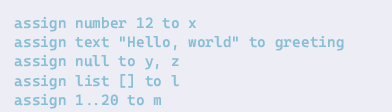 assign number 12 to x
assign text "Hello, world" to greeting
assign null to y, z
assign list [] to l
assign 1..20 to m